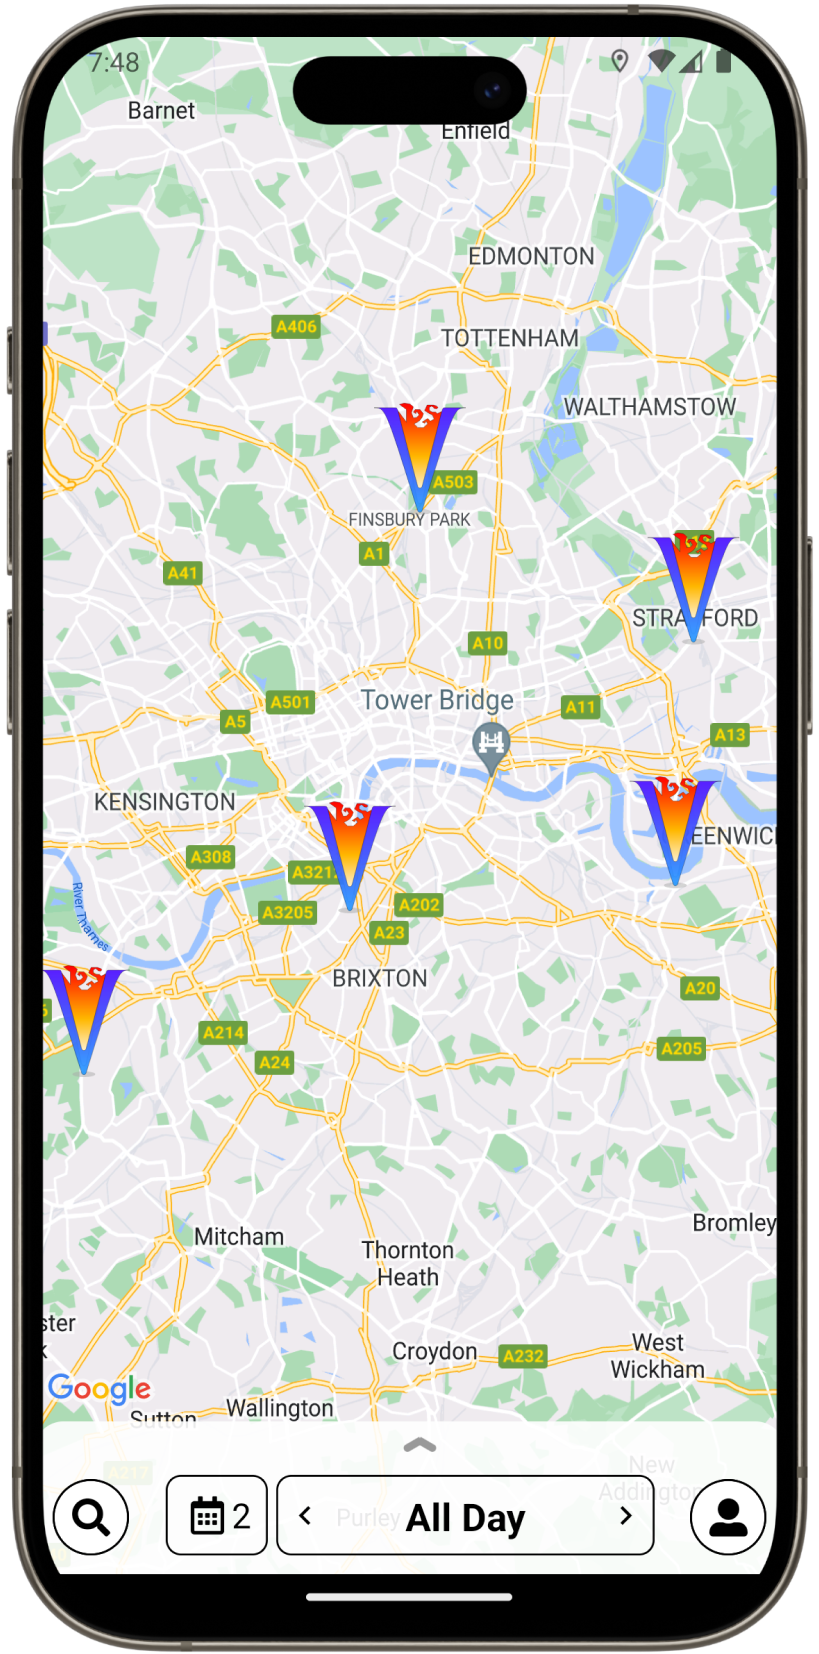 7:48
Barnet
Enfield
EDMONTON
A406
TOTTENHAM
WALTHAMSTOW
A503
FINSBURY PARK
A1
A41
STRA FORD
A10
Tower Bridge
A501
A11
A5
A13
KENSINGTON
EENWICH
A308
A3205
A202
River Thames
A23
BRIXTON
A20
A214
A205
A24
Bromley
Mitcham
Thornton
Heath
ster
k
Croydon
A232
West
Wickham
Google
Wallington
Sutton
A217
New
Addington
2
Purley
All Day